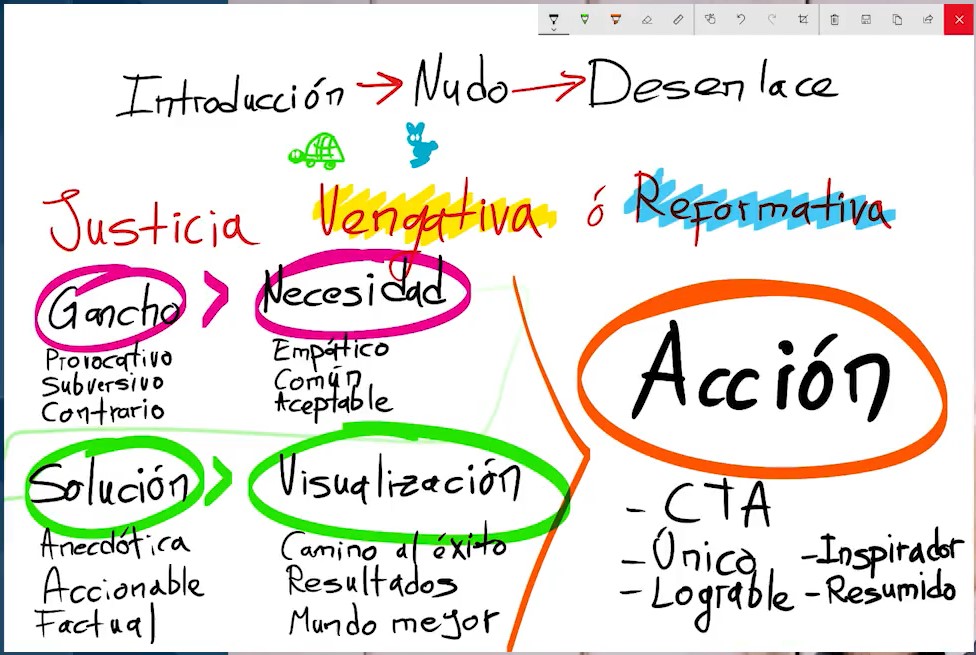 Introducción → Nudo → Desenlace
Justicia Vengativa ó Reformativa
Gancho > Necesidad
Provocativo
Subversivo
Contrario
Empático
Común
Aceptable
Solución > Visualización
Anecdótica
Accionable
Factual
Camino al éxito
Resultados
Mundo mejor
Acción
- CTA
- Único
- Lograble
- Inspirador
- Resumido